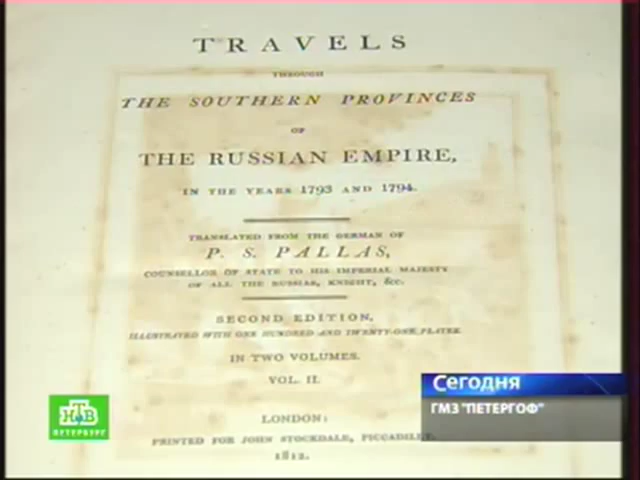 TRAVELS
THROUGH
THE SOUTHERN PROVINCES
OF
THE RUSSIAN EMPIRE,
IN THE YEARS 1793 AND 1794.
TRANSLATED FROM THE GERMAN OF
P. S. PALLAS,
COUNSELLOR OF STATE TO HIS IMPERIAL MAJESTY
OF ALL THE RUSSIAS, KNIGHT, &c.
SECOND EDITION,
ILLUSTRATED WITH ONE HUNDRED AND TWENTY-ONE PLATES.
IN TWO VOLUMES.
VOL. II.
LONDON:
PRINTED FOR JOHN STOCKDALE, PICCADILLY.
1812.
Сегодня
ГМЗ "ПЕТЕРГОФ"
НТВ
ПЕТЕРБУРГ